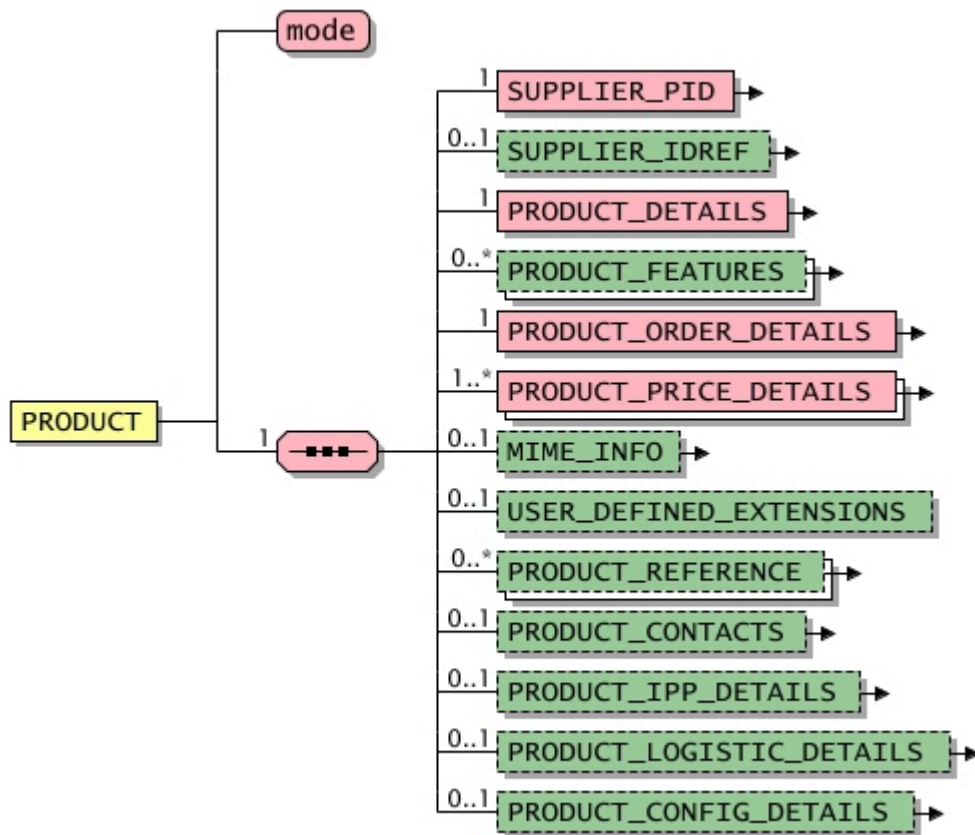 mode
1
SUPPLIER_PID
0..1
SUPPLIER_IDREF
1
PRODUCT_DETAILS
0..*
PRODUCT_FEATURES
1
PRODUCT_ORDER_DETAILS
1..*
PRODUCT_PRICE_DETAILS
PRODUCT
1
0..1
MIME_INFO
0..1
USER_DEFINED_EXTENSIONS
0..*
PRODUCT_REFERENCE
0..1
PRODUCT_CONTACTS
0..1
PRODUCT_IPP_DETAILS
0..1
PRODUCT_LOGISTIC_DETAILS
0..1
PRODUCT_CONFIG_DETAILS